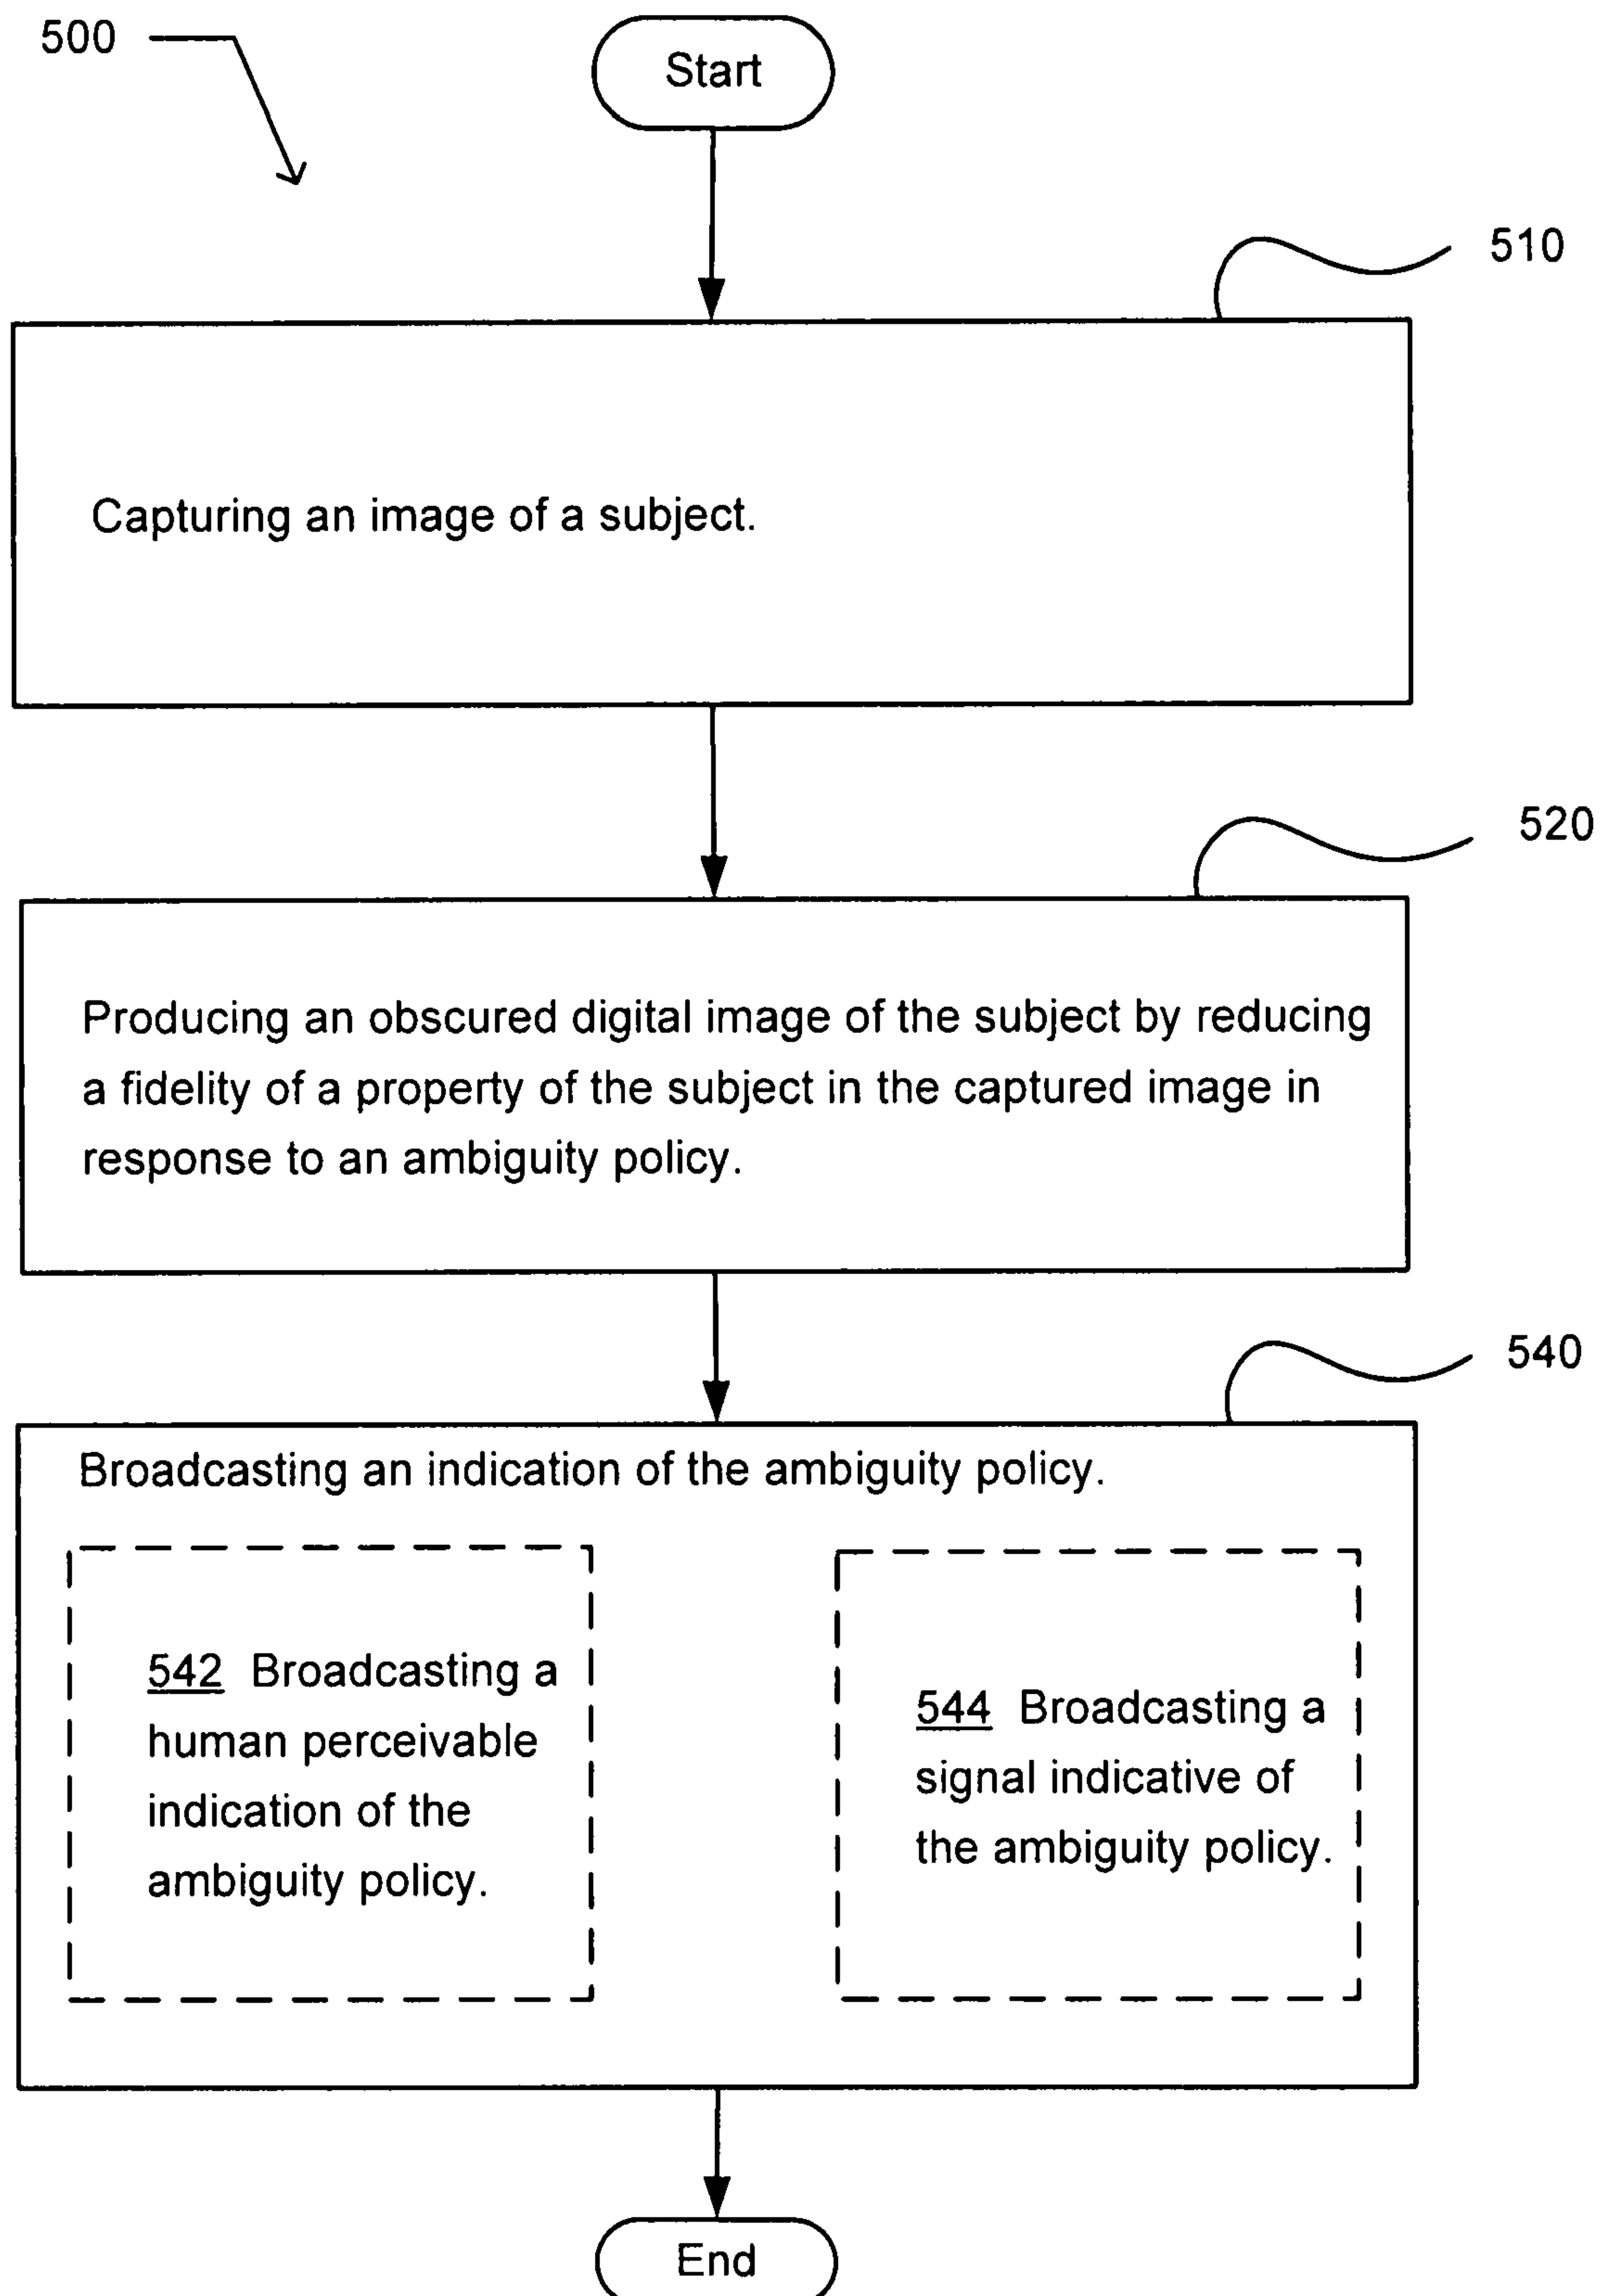 500
Start
510
Capturing an image of a subject.
520
Producing an obscured digital image of the subject by reducing
a fidelity of a property of the subject in the captured image in
response to an ambiguity policy.
540
Broadcasting an indication of the ambiguity policy.
542 Broadcasting a
human perceivable
indication of the
ambiguity policy.
544 Broadcasting a
signal indicative of
the ambiguity policy.
End